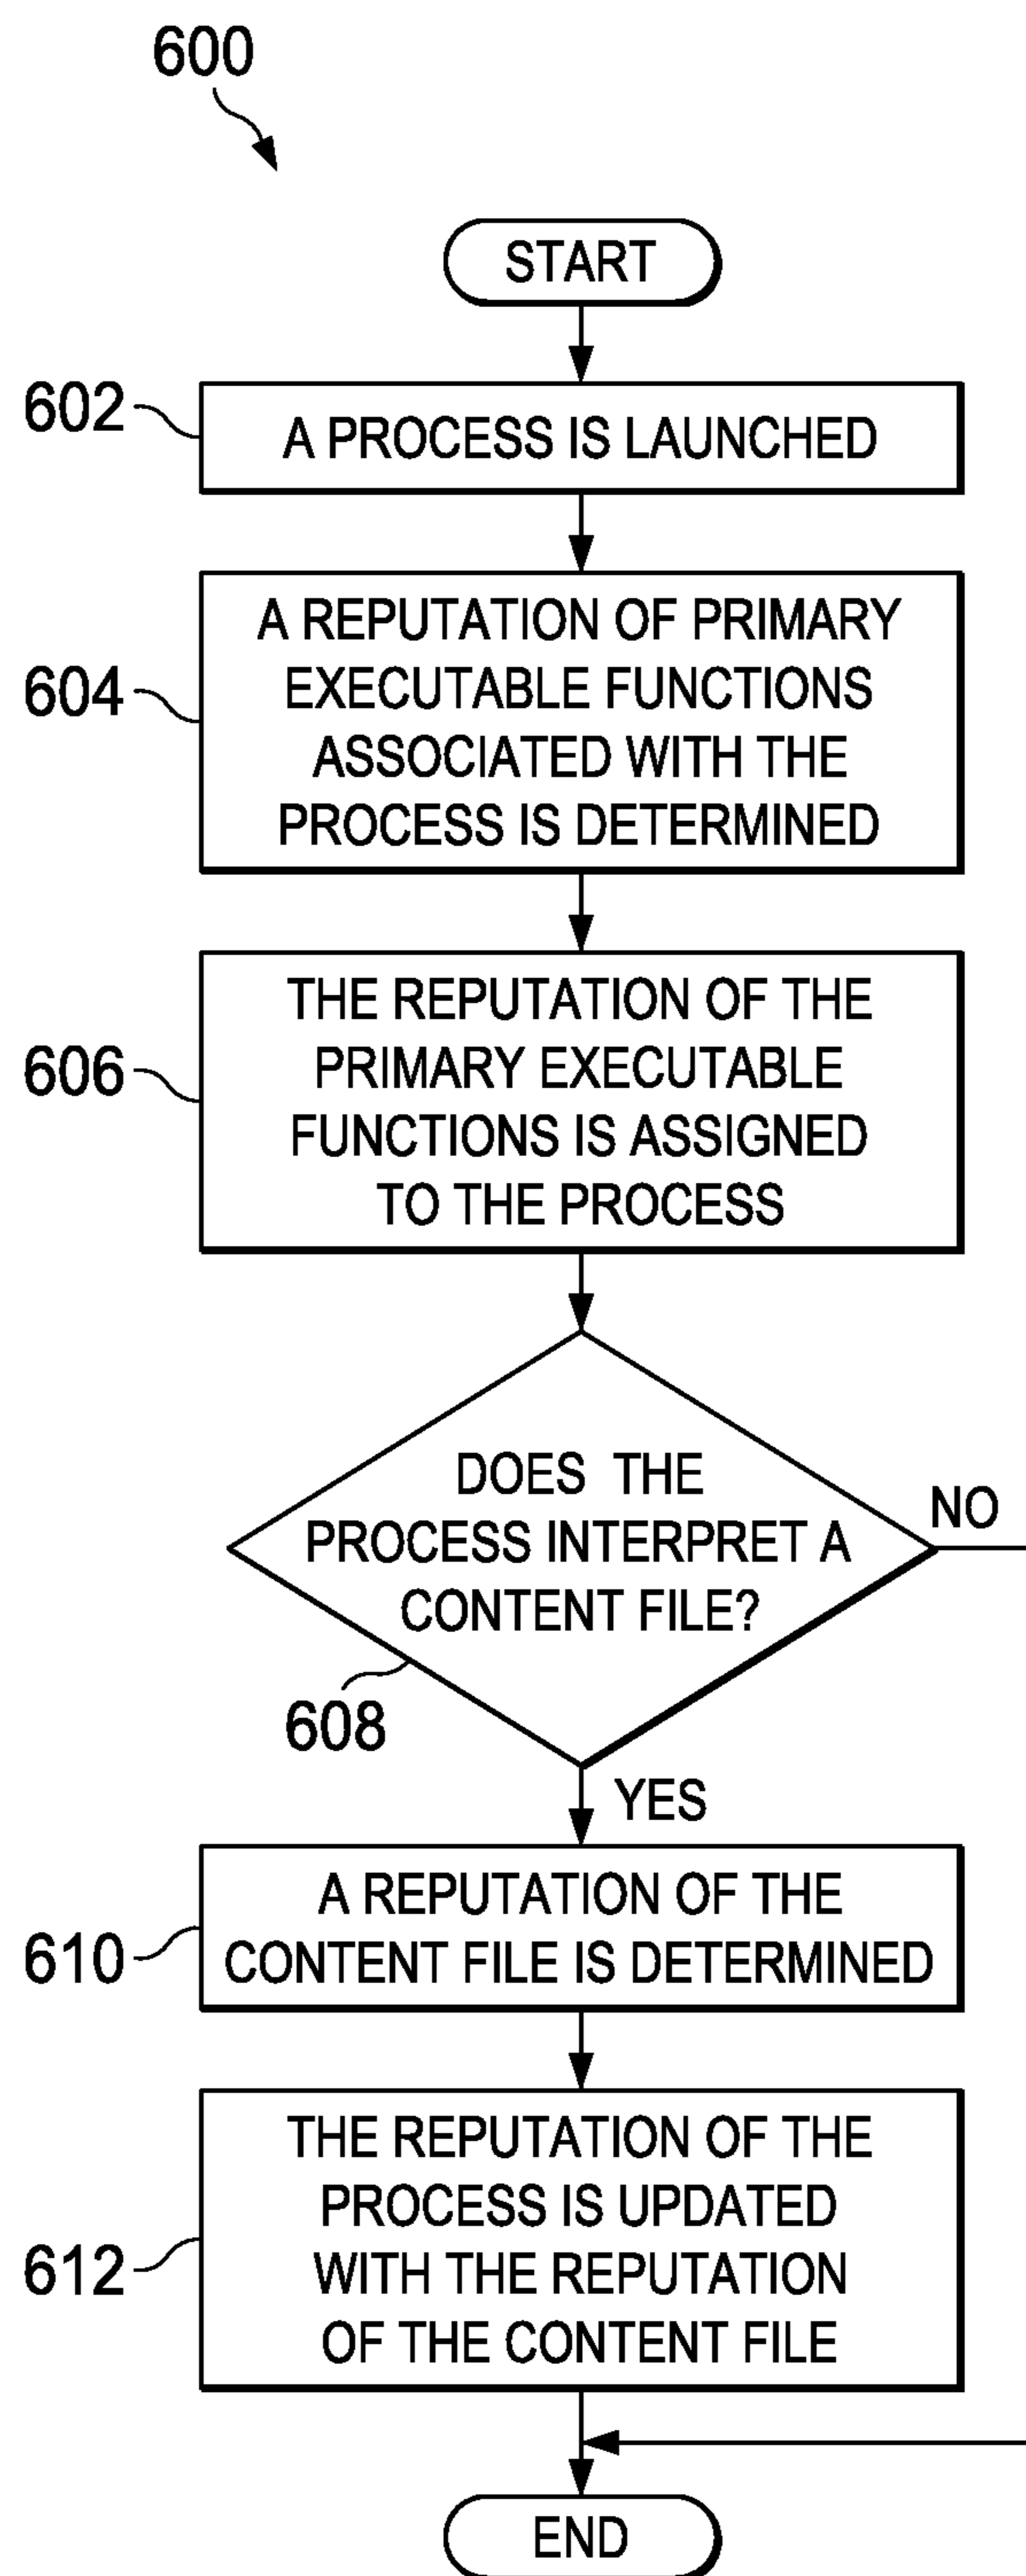 600
START
602
A PROCESS IS LAUNCHED
604
A REPUTATION OF PRIMARY
EXECUTABLE FUNCTIONS
ASSOCIATED WITH THE
PROCESS IS DETERMINED
606
THE REPUTATION OF THE
PRIMARY EXECUTABLE
FUNCTIONS IS ASSIGNED
TO THE PROCESS
DOES THE
PROCESS INTERPRET A
CONTENT FILE?
NO
608
YES
610
A REPUTATION OF THE
CONTENT FILE IS DETERMINED
612
THE REPUTATION OF THE
PROCESS IS UPDATED
WITH THE REPUTATION
OF THE CONTENT FILE
END